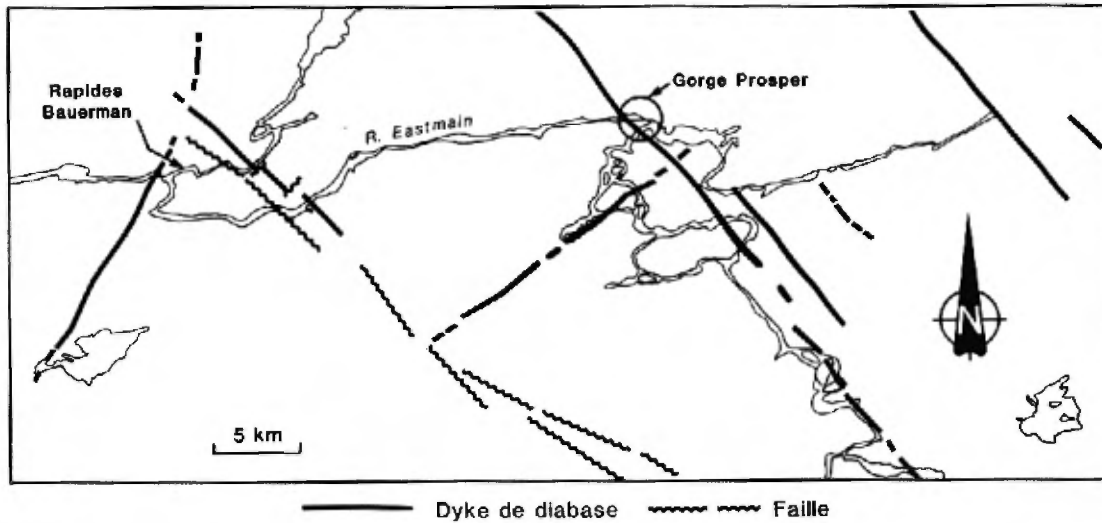 Rapides
Bauerman
R. Eastmain
Gorge Prosper
N
5 km
Dyke de diabase
Faille